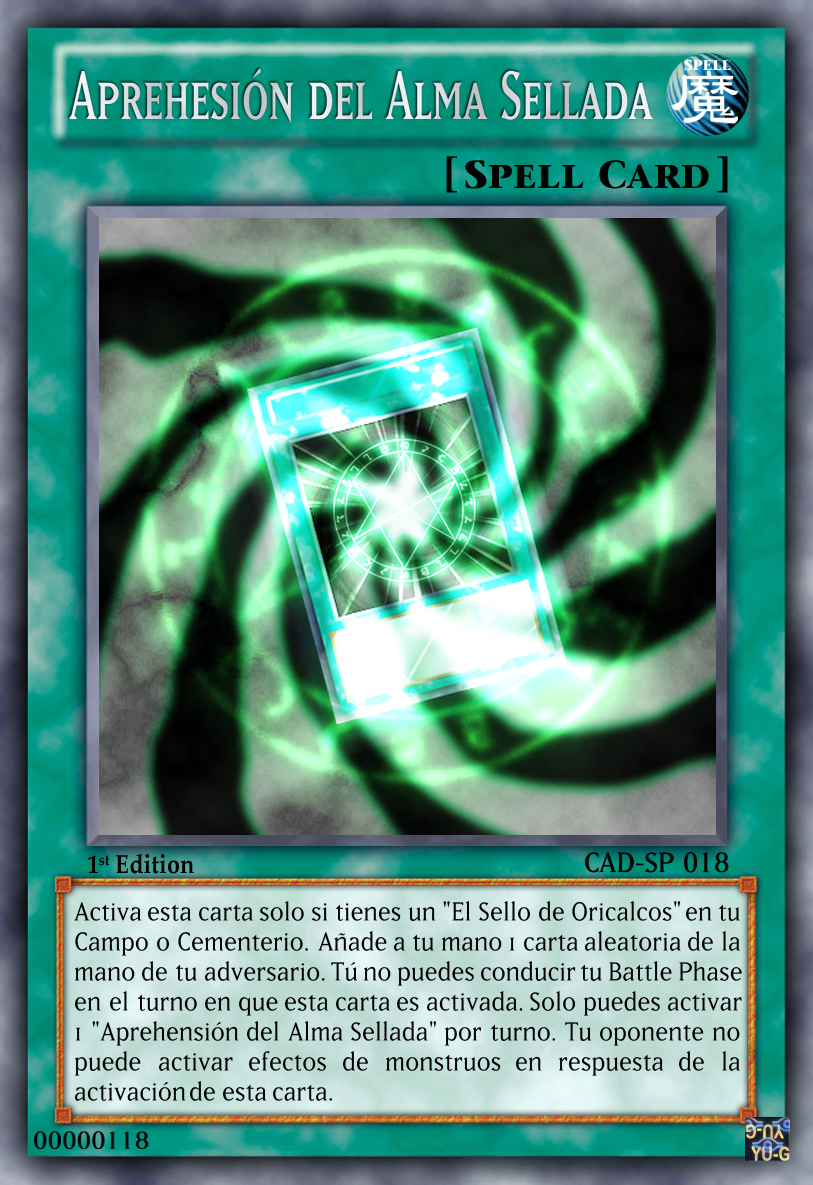 APREHESIÓN DEL ALMA SELLADA
SPELL
魔
[SPELL CARD]
1st Edition
CAD-SP 018
Activa esta carta solo si tienes un "El Sello de Oricalcos" en tu
Campo o Cementerio. Añade a tu mano 1 carta aleatoria de la
mano de tu adversario. Tú no puedes conducir tu Battle Phase
en el turno en que esta carta es activada. Solo puedes activar
1 "Aprehensión del Alma Sellada" por turno. Tu oponente no
puede activar efectos de monstruos en respuesta de la
activación de esta carta.
00000118
YU-G
YU-G